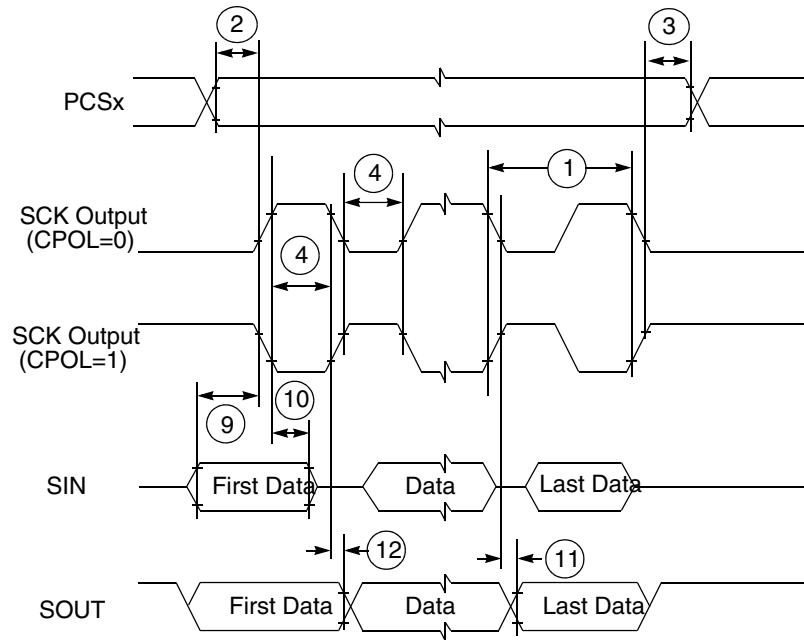 2
3
PCSx
4
1
SCK Output
(CPOL=0)
4
SCK Output
(CPOL=1)
9
10
SIN
First Data
Data
Last Data
12
11
SOUT
First Data
Data
Last Data